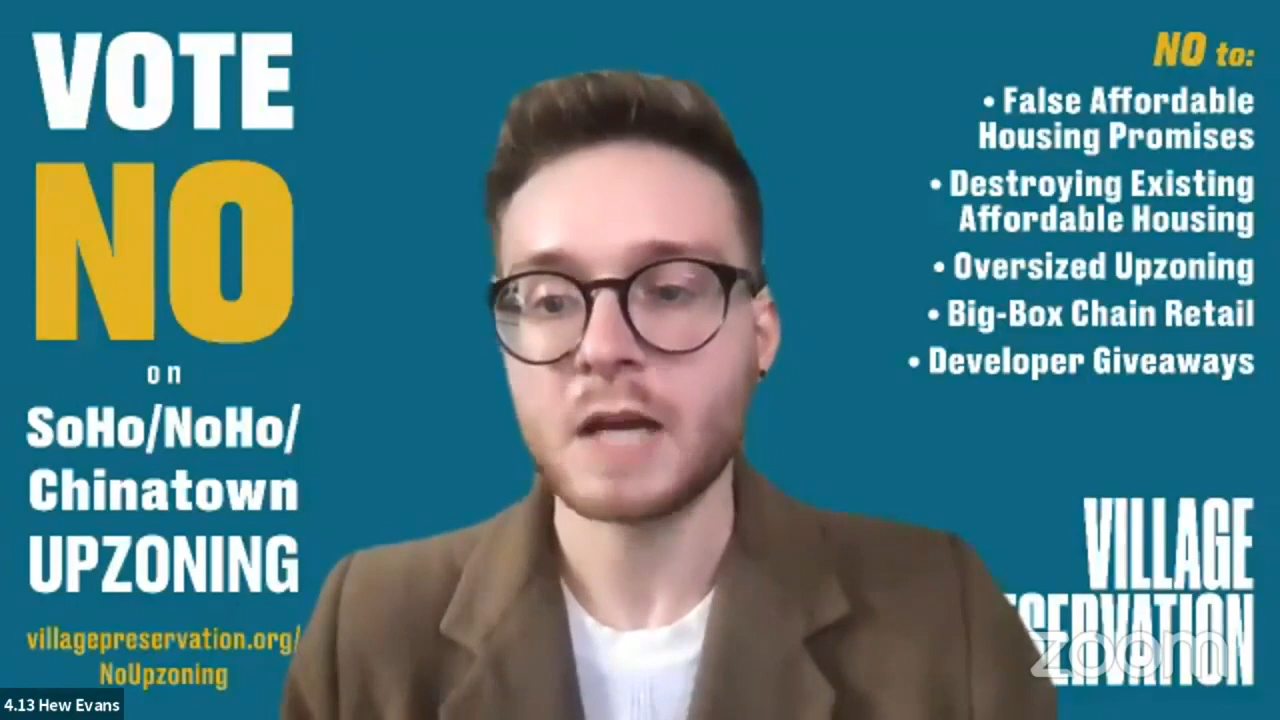 VOTE
NO
on
SoHo/NoHo/
Chinatown
UPZONING
villagepreservation.org/
NoUpzoning
NO to:
• False Affordable
Housing Promises
• Destroying Existing
Affordable Housing
• Oversized Upzoning
• Big-Box Chain Retail
• Developer Giveaways
VILLAGE
zoom
4.13 Hew Evans